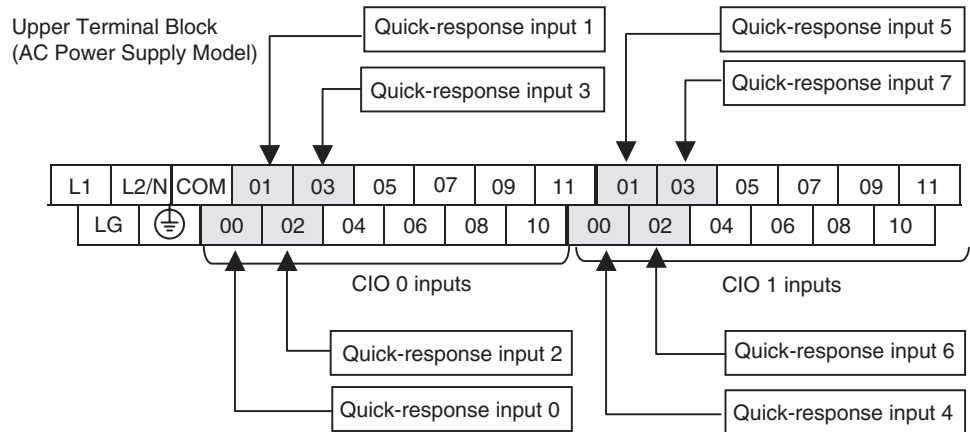 Upper Terminal Block
(AC Power Supply Model)
Quick-response input 1
Quick-response input 5
Quick-response input 3
Quick-response input 7
L1 L2/N COM 01 03 05 07 09 11 01 03 05 07 09 11
LG 00 02 04 06 08 10 00 02 04 06 08 10
CIO 0 inputs
CIO 1 inputs
Quick-response input 2
Quick-response input 6
Quick-response input 0
Quick-response input 4